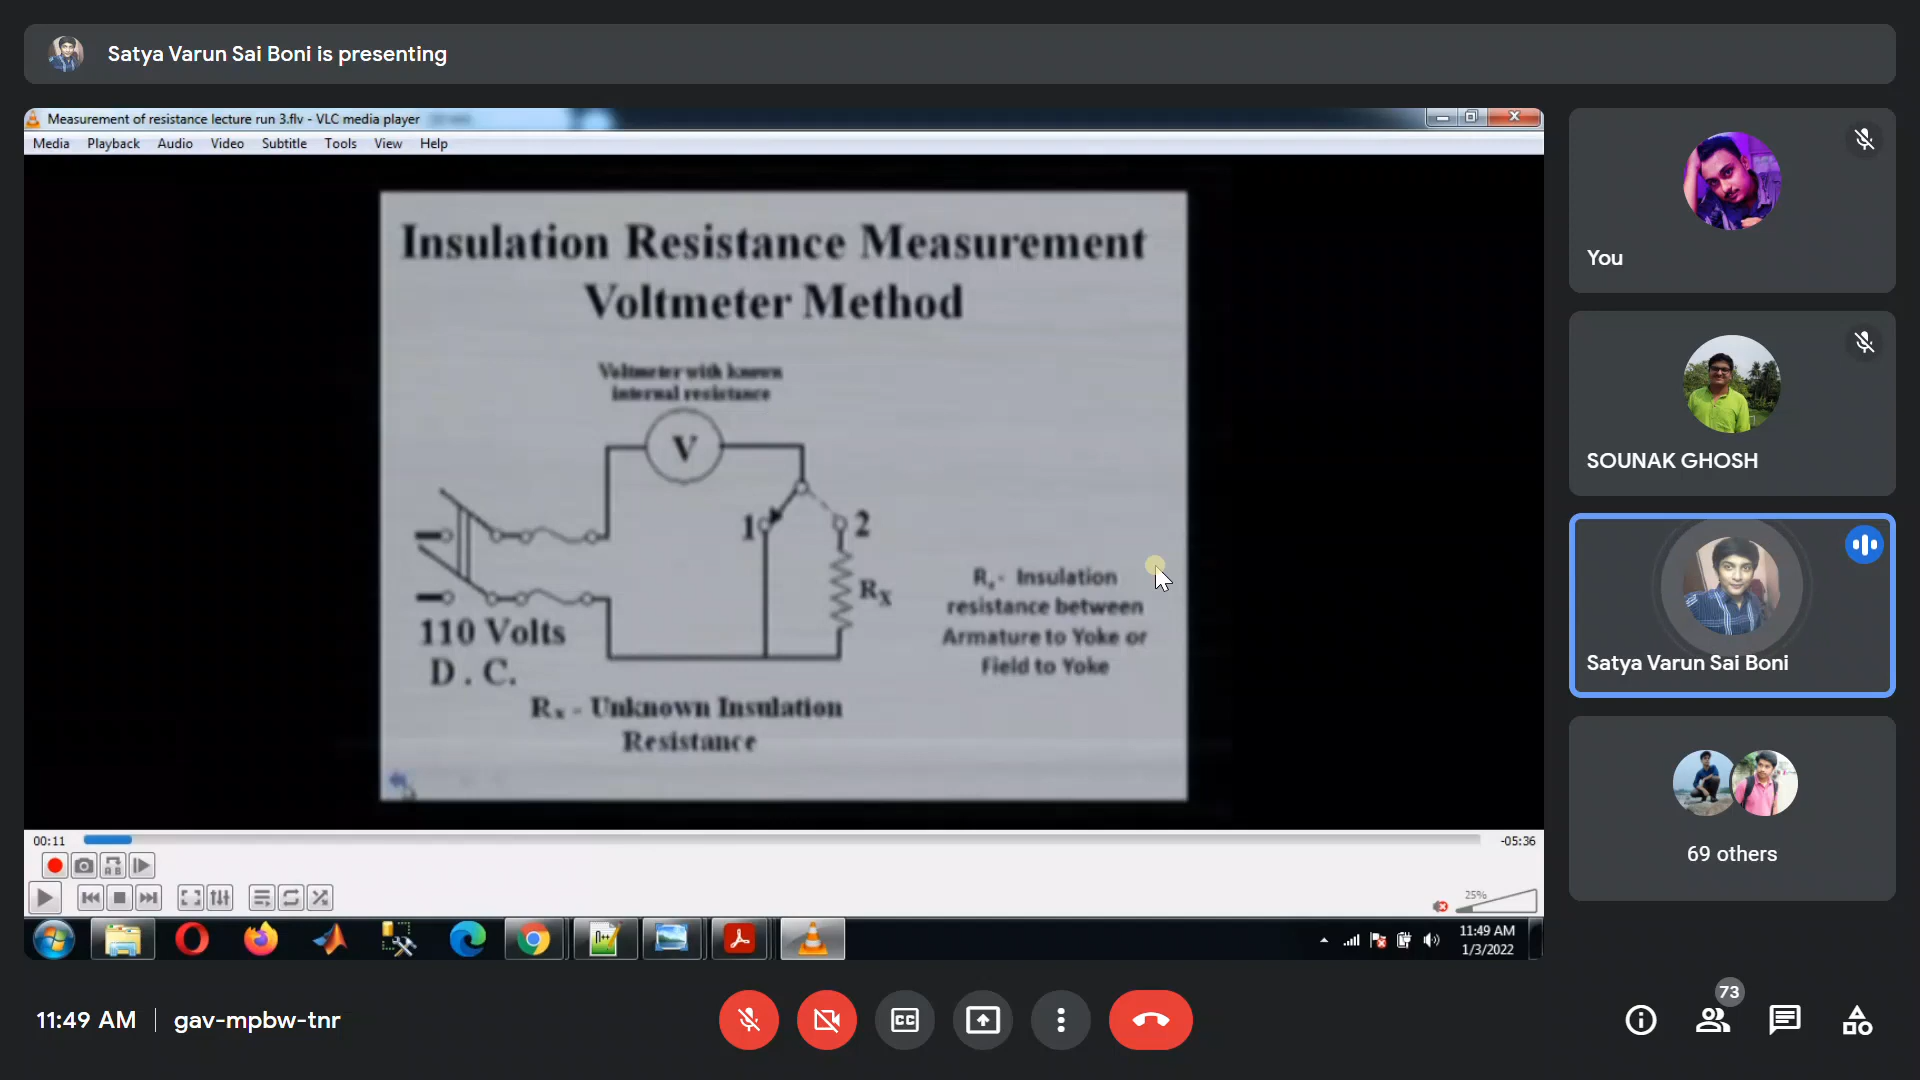 Satya Varun Sai Boni is presenting
Measurement of resistance lecture run 3.flv - VLC media player
Media Playback Audio Video Subtitle Tools View Help
Insulation Resistance Measurement
Voltmeter Method
Voltmeter with known
internal resistance
V
1
2
Rx
110 Volts
D . C.
Rx - Unknown Insulation
Resistance
Rx- Insulation
resistance between
Armature to Yoke or
Field to Yoke
00:11
-05:36
25%
11:49 AM
1/3/2022
You
SOUNAK GHOSH
Satya Varun Sai Boni
69 others
11:49 AM
gav-mpbw-tnr
CC
73